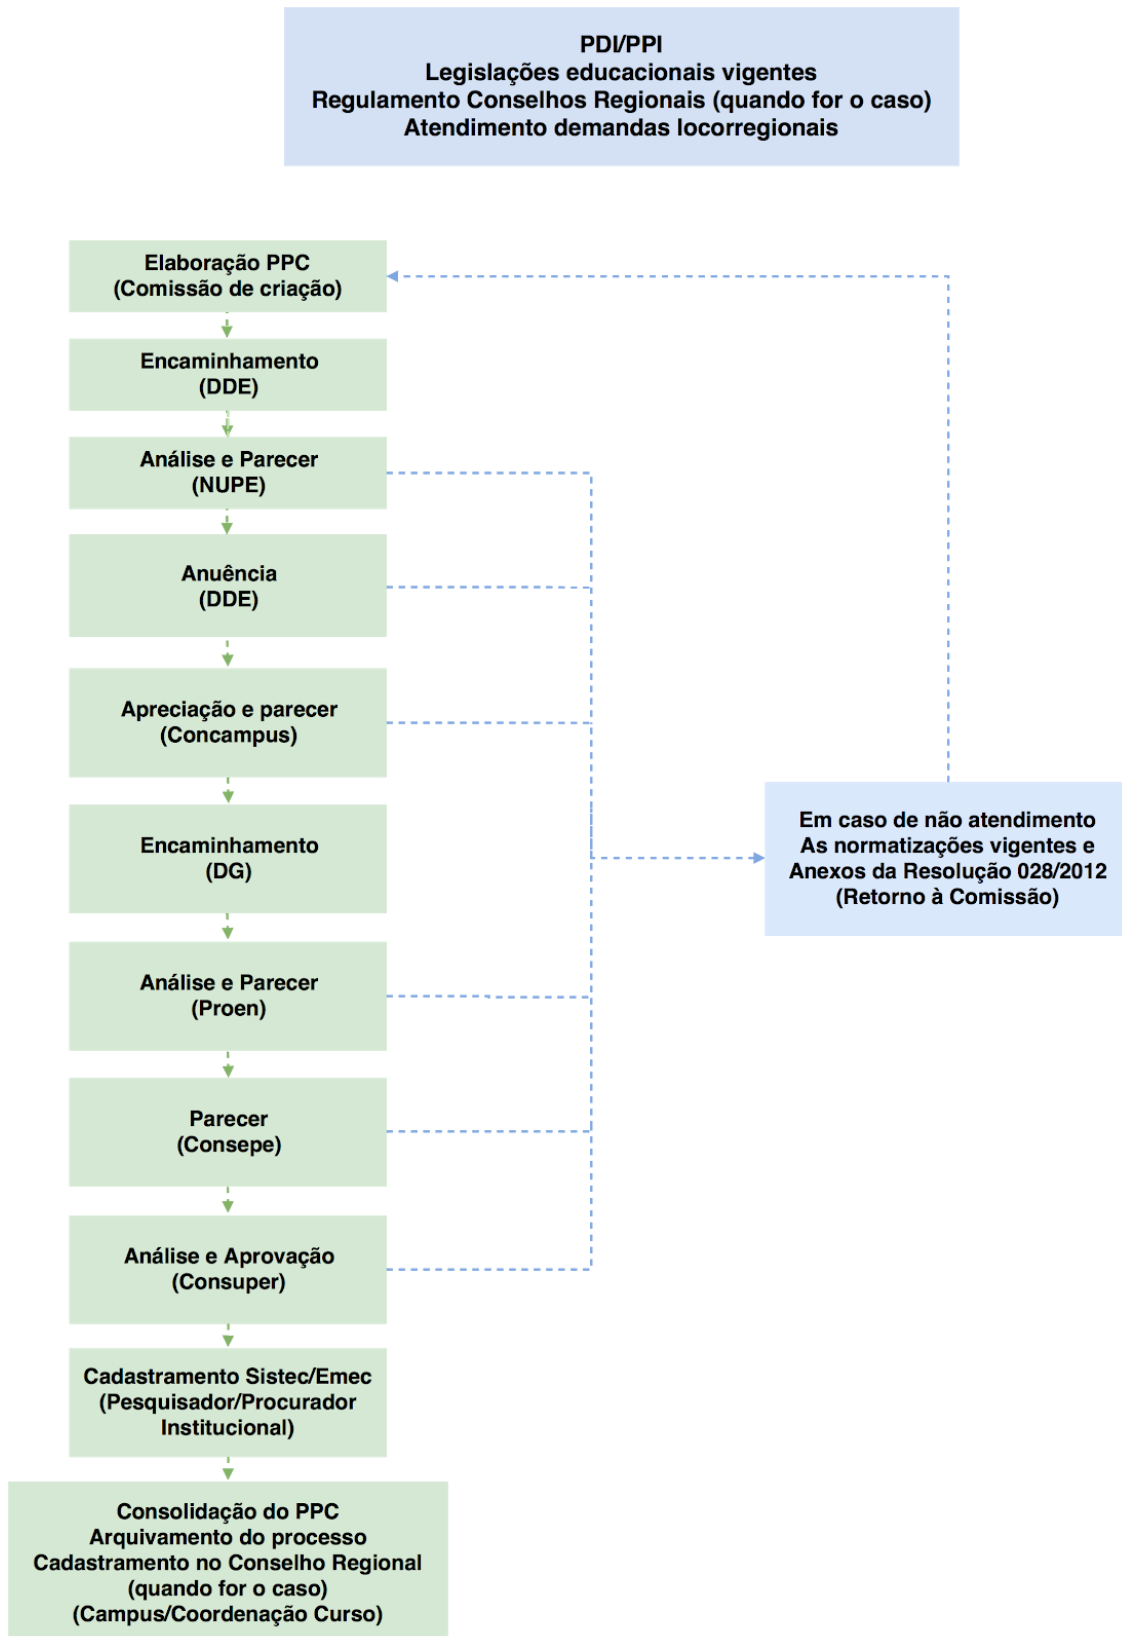 PDI/PPI
Legislações educacionais vigentes
Regulamento Conselhos Regionais (quando for o caso)
Atendimento demandas locorregionais
Elaboração PPC
(Comissão de criação)
Encaminhamento
(DDE)
Análise e Parecer
(NUPE)
Anuência
(DDE)
Apreciação e parecer
(Concampus)
Encaminhamento
(DG)
Análise e Parecer
(Proen)
Parecer
(Consepe)
Análise e Aprovação
(Consuper)
Cadastramento Sistec/Emec
(Pesquisador/Procurador
Institucional)
Consolidação do PPC
Arquivamento do processo
Cadastramento no Conselho Regional
(quando for o caso)
(Campus/Coordenação Curso)
Em caso de não atendimento
As normatizações vigentes e
Anexos da Resolução 028/2012
(Retorno à Comissão)